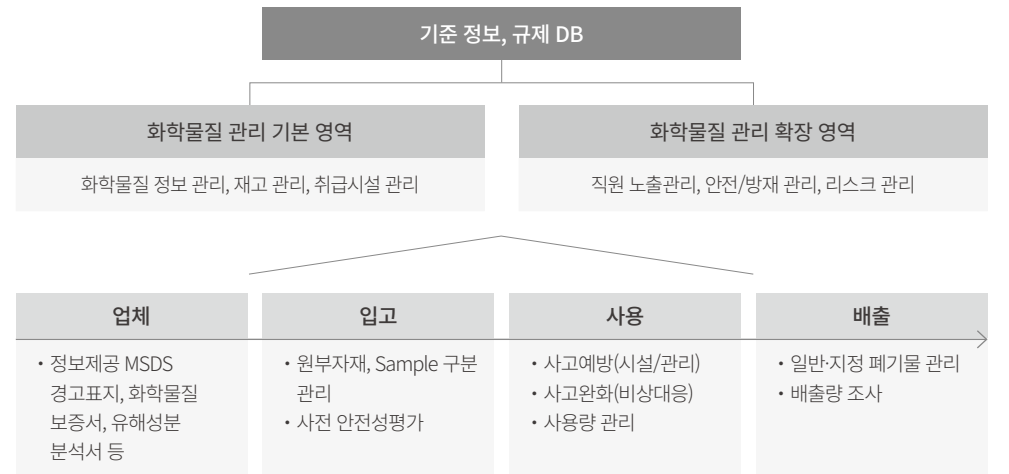 기준 정보, 규제 DB
화학물질 관리 기본 영역
화학물질 정보 관리, 재고 관리, 취급시설 관리
화학물질 관리 확장 영역
직원 노출관리, 안전/방재 관리, 리스크 관리
업체
・정보제공 MSDS
경고표지, 화학물질
보증서, 유해성분
분석서 등
입고
・원부자재, Sample 구분
관리
・사전 안전성평가
사용
・사고예방(시설/관리)
・사고완화(비상대응)
・사용량 관리
배출
・일반·지정 폐기물 관리
・배출량 조사